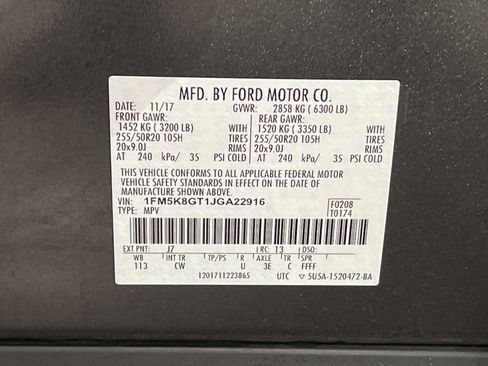 MFD. BY FORD MOTOR CO.
DATE: 11/17 GVWR: 2858 KG ( 6300 LB)
FRONT GAWR: REAR GAWR:
1452 KG ( 3200 LB) WITH 1520 KG ( 3350 LB) WITH
255/50R20 105H TIRES 255/50R20 105H TIRES
20x9.0J RIMS 20x9.0J RIMS
AT 240 kPa/ 35 PSI COLD AT 240 kPa/ 35 PSI COLD
THIS VEHICLE CONFORMS TO ALL APPLICABLE FEDERAL MOTOR
VEHICLE SAFETY STANDARDS IN EFFECT ON THE DATE OF
MANUFACTURE SHOWN ABOVE.
VIN: 1FM5K8GT1JGA22916 F0208
TYPE: MPV T0174
EXT PNT: J7 RC: 13 DSO:
WB INT TR TP/PS R AXLE TR SPR
113 CW U 3E C FFFF
1201711223865 UTC ▽ 5U5A-1520472-BA